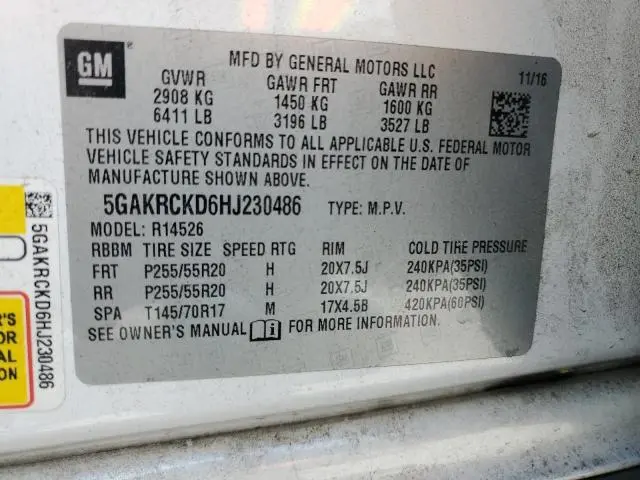 GM
MFD BY GENERAL MOTORS LLC
11/16
GVWR GAWR FRT GAWR RR
2908 KG 1450 KG 1600 KG
6411 LB 3196 LB 3527 LB
THIS VEHICLE CONFORMS TO ALL APPLICABLE U.S. FEDERAL MOTOR
VEHICLE SAFETY STANDARDS IN EFFECT ON THE DATE OF
MANUFACTURE SHOWN ABOVE.
5GAKRCKD6HJ230486 TYPE: M.P.V.
MODEL: R14526
RBBM TIRE SIZE SPEED RTG RIM COLD TIRE PRESSURE
FRT P255/55R20 H 20X7.5J 240KPA(35PSI)
RR P255/55R20 H 20X7.5J 240KPA(35PSI)
SPA T145/70R17 M 17X4.5B 420KPA(60PSI)
SEE OWNER'S MANUAL FOR MORE INFORMATION.
5GAKRCKD6HJ230486
R'S
OR
AL
ON